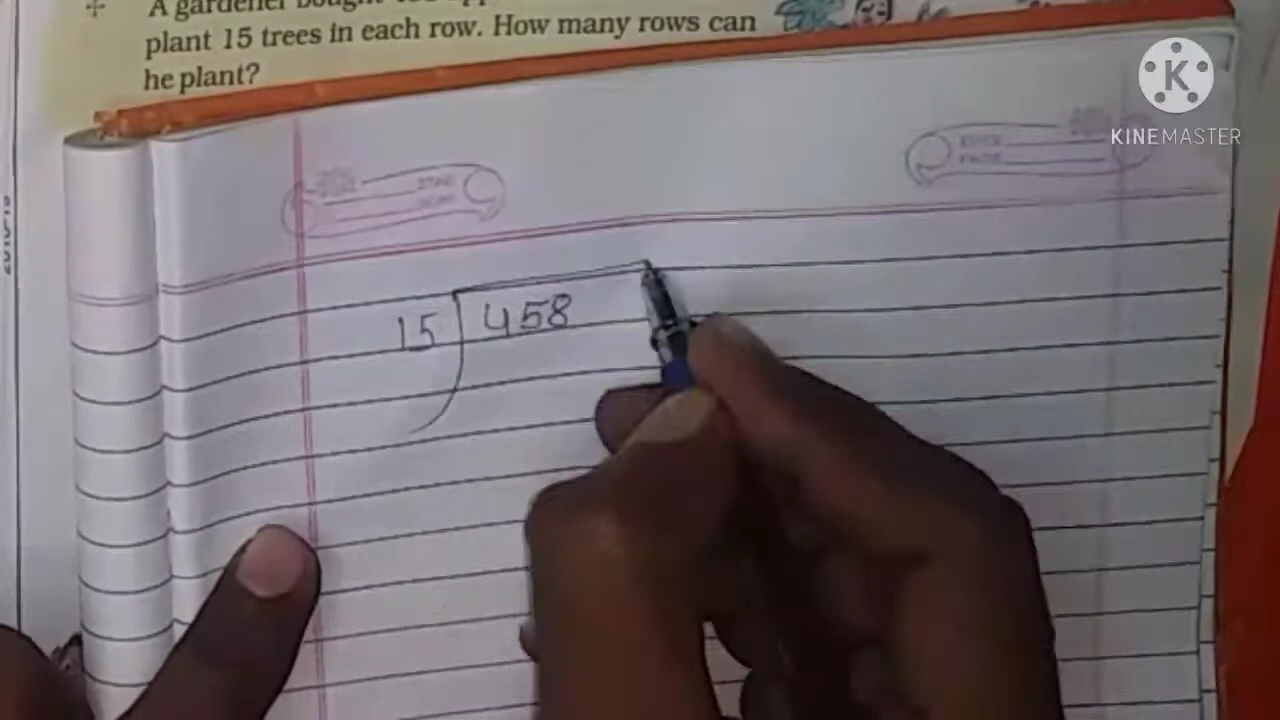 A gardener bought
plant 15 trees in each row. How many rows can
he plant?
KINEMASTER
15 458